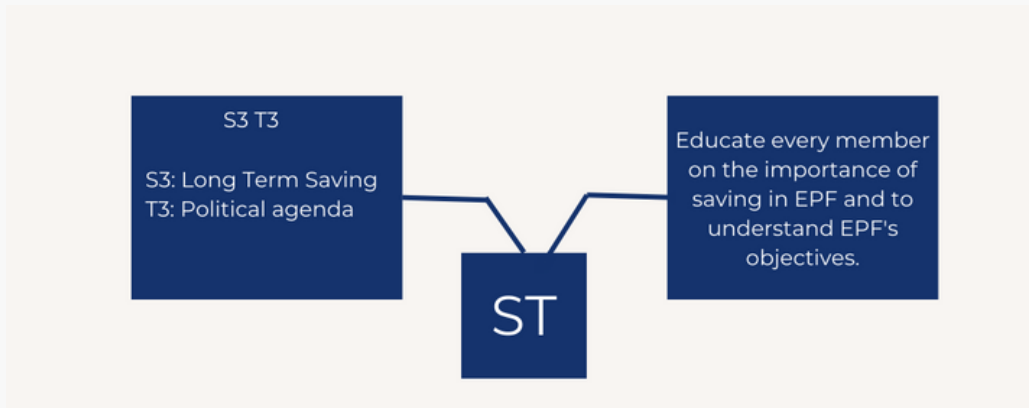 S3 T3
S3: Long Term Saving
T3: Political agenda
Educate every member
on the importance of
saving in EPF and to
understand EPF's
objectives.
ST